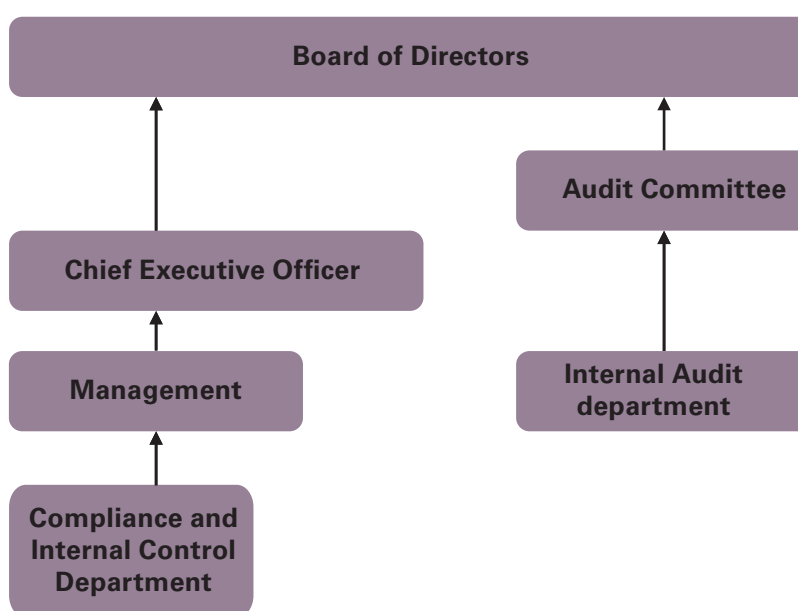 Board of Directors
Audit Committee
Chief Executive Officer
Management
Internal Audit
department
Compliance and
Internal Control
Department